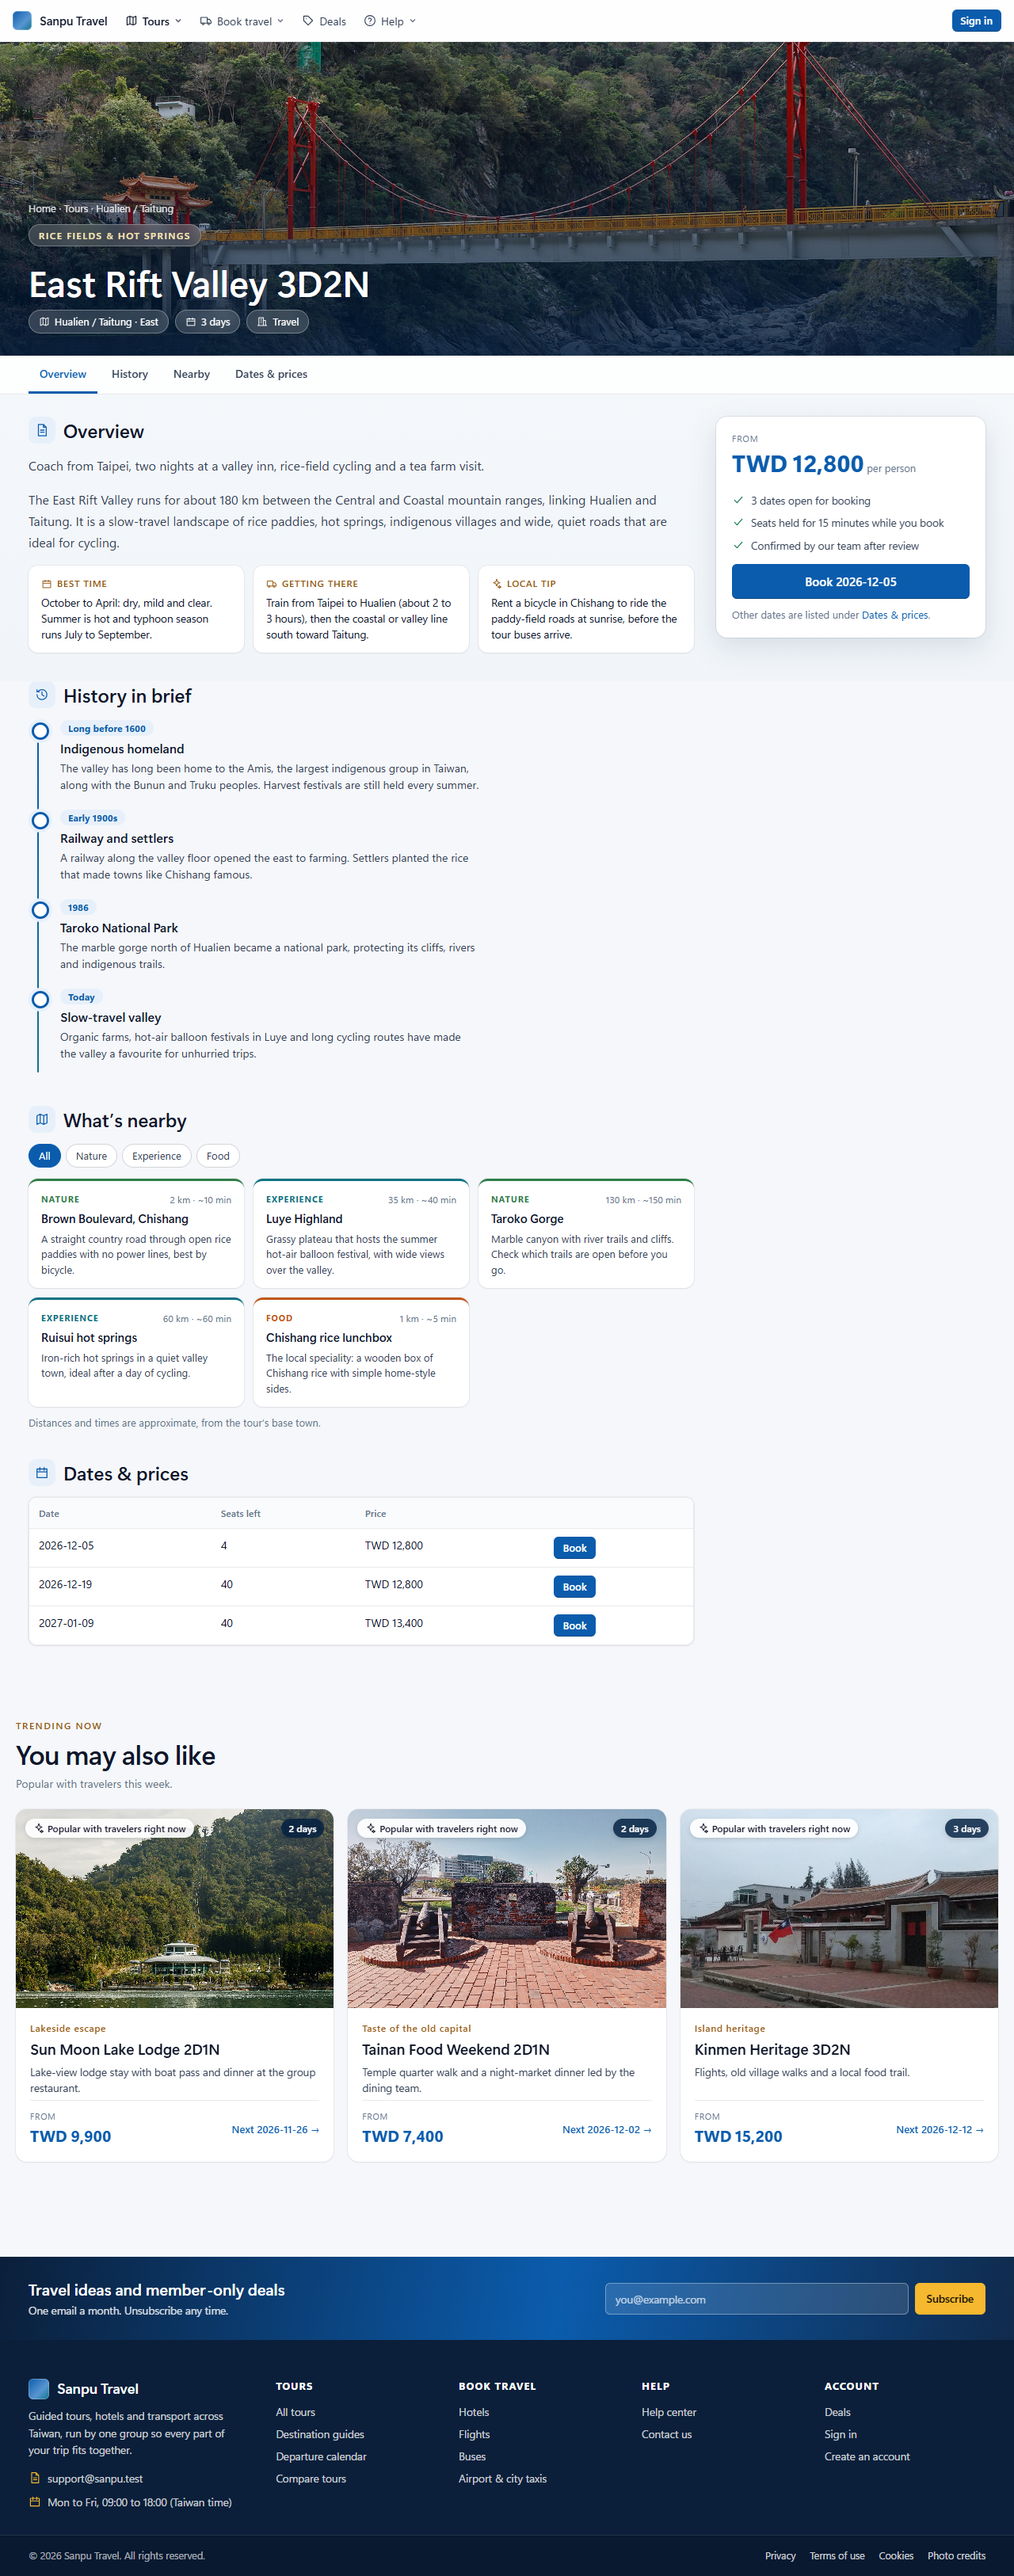 Sanpu Travel
Tours
Book travel
Deals
Help
Sign in
Home · Tours · Hualien / Taitung
RICE FIELDS & HOT SPRINGS
East Rift Valley 3D2N
Hualien / Taitung · East
3 days
Travel
Overview
History
Nearby
Dates & prices
Overview
Coach from Taipei, two nights at a valley inn, rice-field cycling and a tea farm visit.
The East Rift Valley runs for about 180 km between the Central and Coastal mountain ranges, linking Hualien and
Taitung. It is a slow-travel landscape of rice paddies, hot springs, indigenous villages and wide, quiet roads that are
ideal for cycling.
BEST TIME
October to April: dry, mild and clear.
Summer is hot and typhoon season
runs July to September.
GETTING THERE
Train from Taipei to Hualien (about 2 to
3 hours), then the coastal or valley line
south toward Taitung.
LOCAL TIP
Rent a bicycle in Chishang to ride the
paddy-field roads at sunrise, before the
tour buses arrive.
FROM
TWD 12,800 per person
3 dates open for booking
Seats held for 15 minutes while you book
Confirmed by our team after review
Book 2026-12-05
Other dates are listed under Dates & prices.
History in brief
Long before 1600
Indigenous homeland
The valley has long been home to the Amis, the largest indigenous group in Taiwan,
along with the Bunun and Truku peoples. Harvest festivals are still held every summer.
Early 1900s
Railway and settlers
A railway along the valley floor opened the east to farming. Settlers planted the rice
that made towns like Chishang famous.
1986
Taroko National Park
The marble gorge north of Hualien became a national park, protecting its cliffs, rivers
and indigenous trails.
Today
Slow-travel valley
Organic farms, hot-air balloon festivals in Luye and long cycling routes have made
the valley a favourite for unhurried trips.
What's nearby
All
Nature
Experience
Food
NATURE
2 km · ~10 min
Brown Boulevard, Chishang
A straight country road through open rice
paddies with no power lines, best by
bicycle.
EXPERIENCE
35 km · ~40 min
Luye Highland
Grassy plateau that hosts the summer
hot-air balloon festival, with wide views
over the valley.
NATURE
130 km · ~150 min
Taroko Gorge
Marble canyon with river trails and cliffs.
Check which trails are open before you
go.
EXPERIENCE
60 km · ~60 min
Ruisui hot springs
Iron-rich hot springs in a quiet valley
town, ideal after a day of cycling.
FOOD
1 km · ~5 min
Chishang rice lunchbox
The local speciality: a wooden box of
Chishang rice with simple home-style
sides.
Distances and times are approximate, from the tour's base town.
Dates & prices
Date Seats left Price
2026-12-05 4 TWD 12,800 Book
2026-12-19 40 TWD 12,800 Book
2027-01-09 40 TWD 13,400 Book
TRENDING NOW
You may also like
Popular with travelers this week.
Popular with travelers right now
2 days
Lakeside escape
Sun Moon Lake Lodge 2D1N
Lake-view lodge stay with boat pass and dinner at the group
restaurant.
FROM
TWD 9,900
Next 2026-11-26 →
Popular with travelers right now
2 days
Taste of the old capital
Tainan Food Weekend 2D1N
Temple quarter walk and a night-market dinner led by the
dining team.
FROM
TWD 7,400
Next 2026-12-02 →
Popular with travelers right now
3 days
Island heritage
Kinmen Heritage 3D2N
Flights, old village walks and a local food trail.
FROM
TWD 15,200
Next 2026-12-12 →
Travel ideas and member-only deals
One email a month. Unsubscribe any time.
you@example.com
Subscribe
Sanpu Travel
Guided tours, hotels and transport across
Taiwan, run by one group so every part of
your trip fits together.
support@sanpu.test
Mon to Fri, 09:00 to 18:00 (Taiwan time)
TOURS
All tours
Destination guides
Departure calendar
Compare tours
BOOK TRAVEL
Hotels
Flights
Buses
Airport & city taxis
HELP
Help center
Contact us
ACCOUNT
Deals
Sign in
Create an account
© 2026 Sanpu Travel. All rights reserved.
Privacy
Terms of use
Cookies
Photo credits